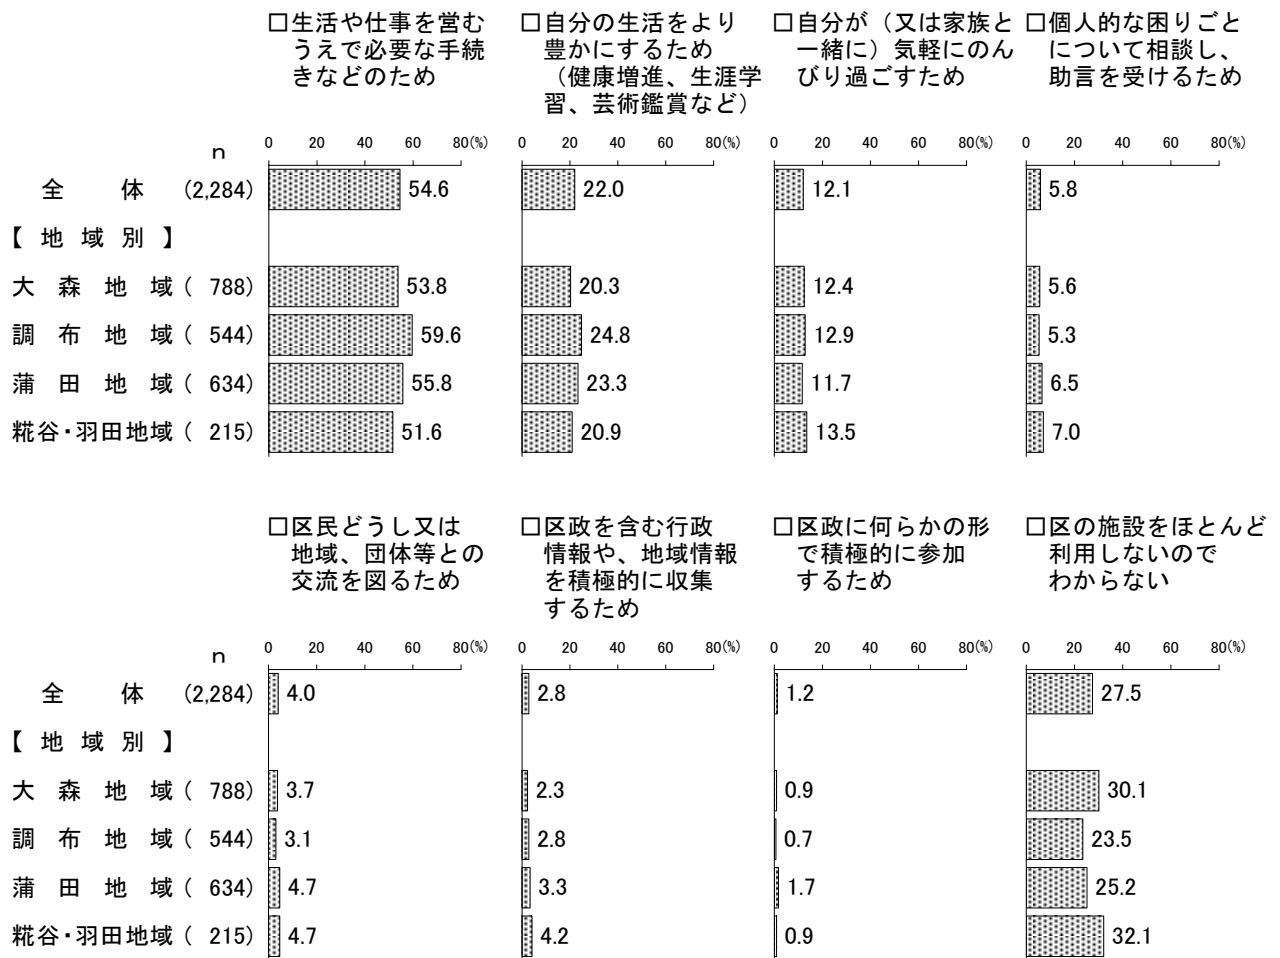 □生活や仕事を営む
うえで必要な手続
きなどのため
□自分の生活をより
豊かにするため
（健康増進、生涯学
習、芸術鑑賞など）
□自分が（又は家族と
一緒に）気軽にのん
びり過ごすため
□個人的な困りごと
について相談し、
助言を受けるため
n
0 20 40 60 80(%)
0 20 40 60 80(%)
0 20 40 60 80(%)
0 20 40 60 80(%)
全体 (2,284) 54.6 22.0 12.1 5.8
【地域別】
大森地域 ( 788) 53.8 20.3 12.4 5.6
調布地域 ( 544) 59.6 24.8 12.9 5.3
蒲田地域 ( 634) 55.8 23.3 11.7 6.5
糀谷・羽田地域 ( 215) 51.6 20.9 13.5 7.0
□区民どうし又は
地域、団体等との
交流を図るため
□区政を含む行政
情報や、地域情報
を積極的に収集
するため
□区政に何らかの形
で積極的に参加
するため
□区の施設をほとんど
利用しないので
わからない
n
0 20 40 60 80(%)
0 20 40 60 80(%)
0 20 40 60 80(%)
0 20 40 60 80(%)
全体 (2,284) 4.0 2.8 1.2 27.5
【地域別】
大森地域 ( 788) 3.7 2.3 0.9 30.1
調布地域 ( 544) 3.1 2.8 0.7 23.5
蒲田地域 ( 634) 4.7 3.3 1.7 25.2
糀谷・羽田地域 ( 215) 4.7 4.2 0.9 32.1